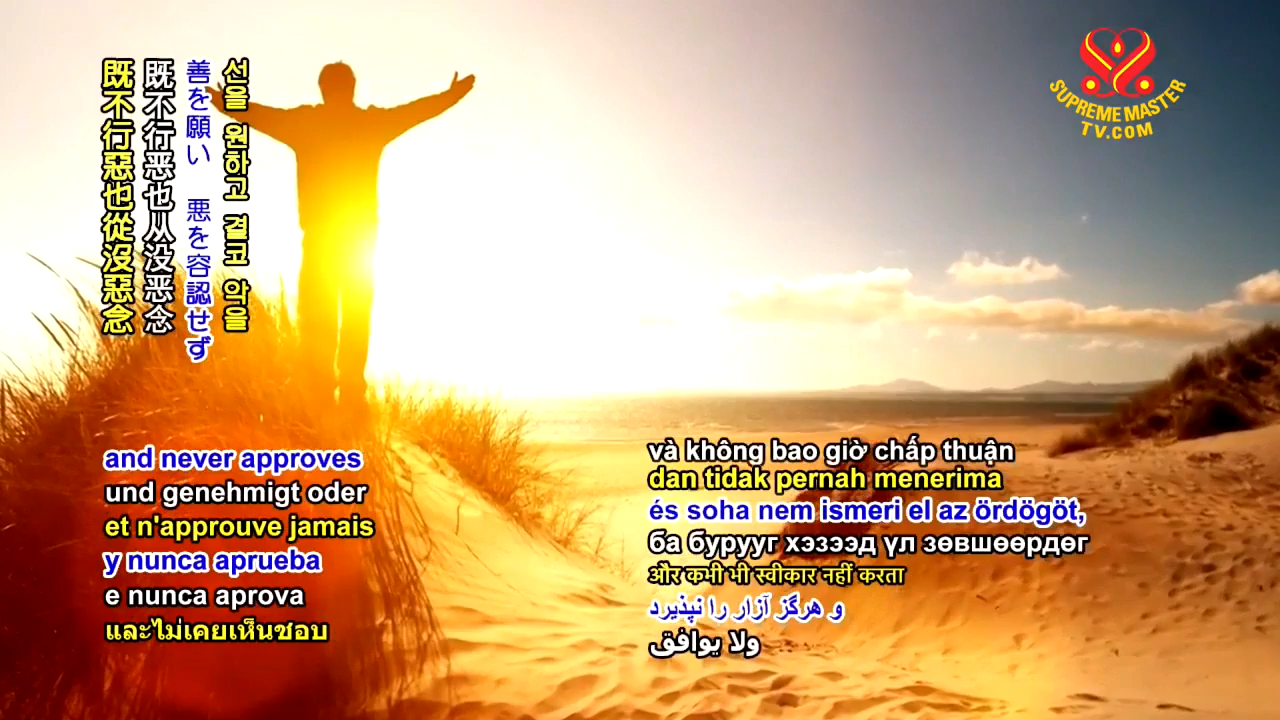 既不行惡也從沒惡念
既不行恶也从没恶念
善を願い 悪を容認せず
선을 원하고 결코 악을
SUPREME MASTER
TV.COM
and never approves
und genehmigt oder
et n'approuve jamais
y nunca aprueba
e nunca aprova
และไม่เคยเห็นชอบ
và không bao giờ chấp thuận
dan tidak pernah menerima
és soha nem ismeri el az ördögöt,
ба бурууг хэзээд үл зөвшөөрдөг
और कभी भी स्वीकार नहीं करता
و هرگز آزار را نپذیرد
ولا يوافق